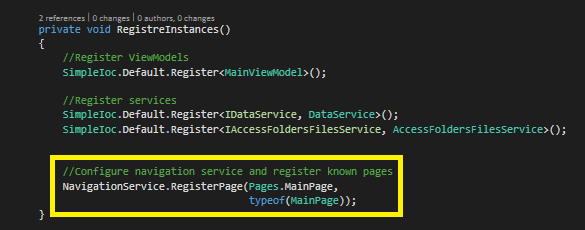 2 references | 0 changes | 0 authors, 0 changes
private void RegistreInstances()
{
//Register ViewModels
SimpleIoc.Default.Register<MainViewModel>();
//Register services
SimpleIoc.Default.Register<IDataService, DataService>();
SimpleIoc.Default.Register<IAccessFoldersFilesService, AccessFoldersFilesService>();
//Configure navigation service and register known pages
NavigationService.RegisterPage(Pages.MainPage,
typeof(MainPage));
}